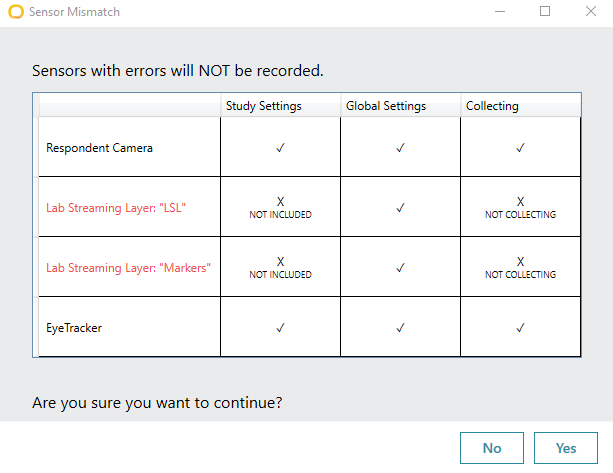 Sensor Mismatch
Sensors with errors will NOT be recorded.
Study Settings Global Settings Collecting
Respondent Camera ✓ ✓ ✓
Lab Streaming Layer: "LSL" X NOT INCLUDED ✓ X NOT COLLECTING
Lab Streaming Layer: "Markers" X NOT INCLUDED ✓ X NOT COLLECTING
EyeTracker ✓ ✓ ✓
Are you sure you want to continue?
No Yes